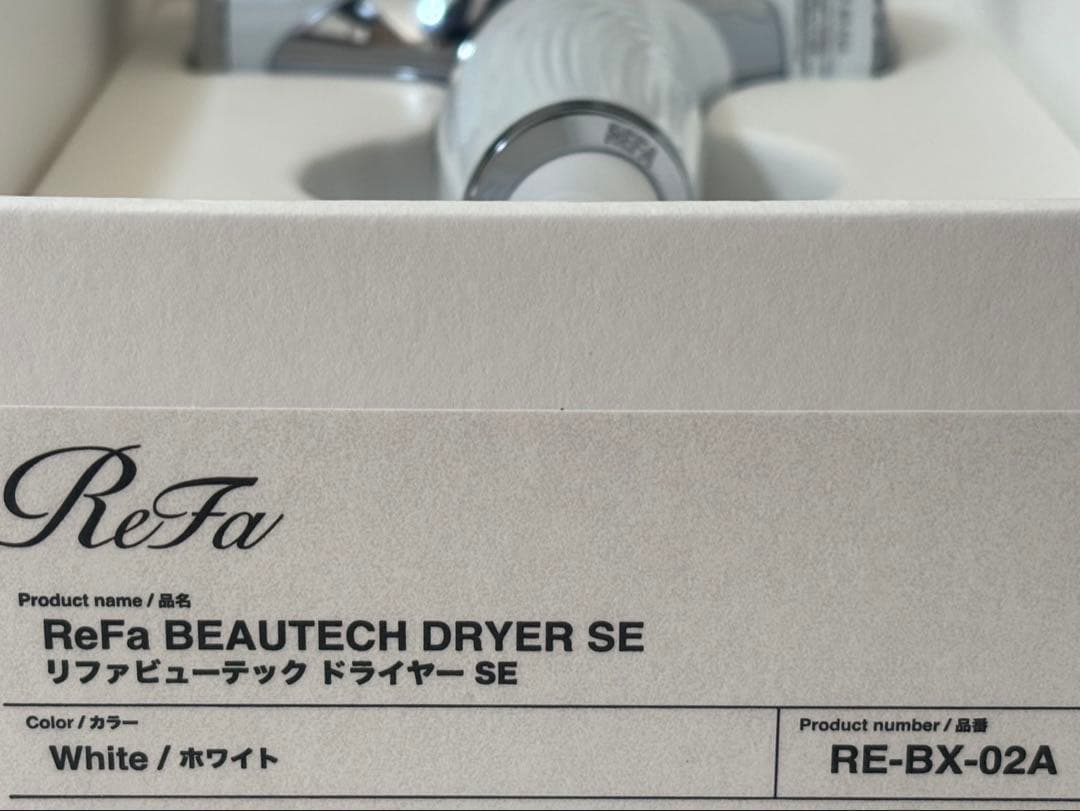 REFA
ReFa
Product name / 品名
ReFa BEAUTECH DRYER SE
リファビューテック ドライヤー SE
Color / カラー
White / ホワイト
Product number / 品番
RE-BX-02A